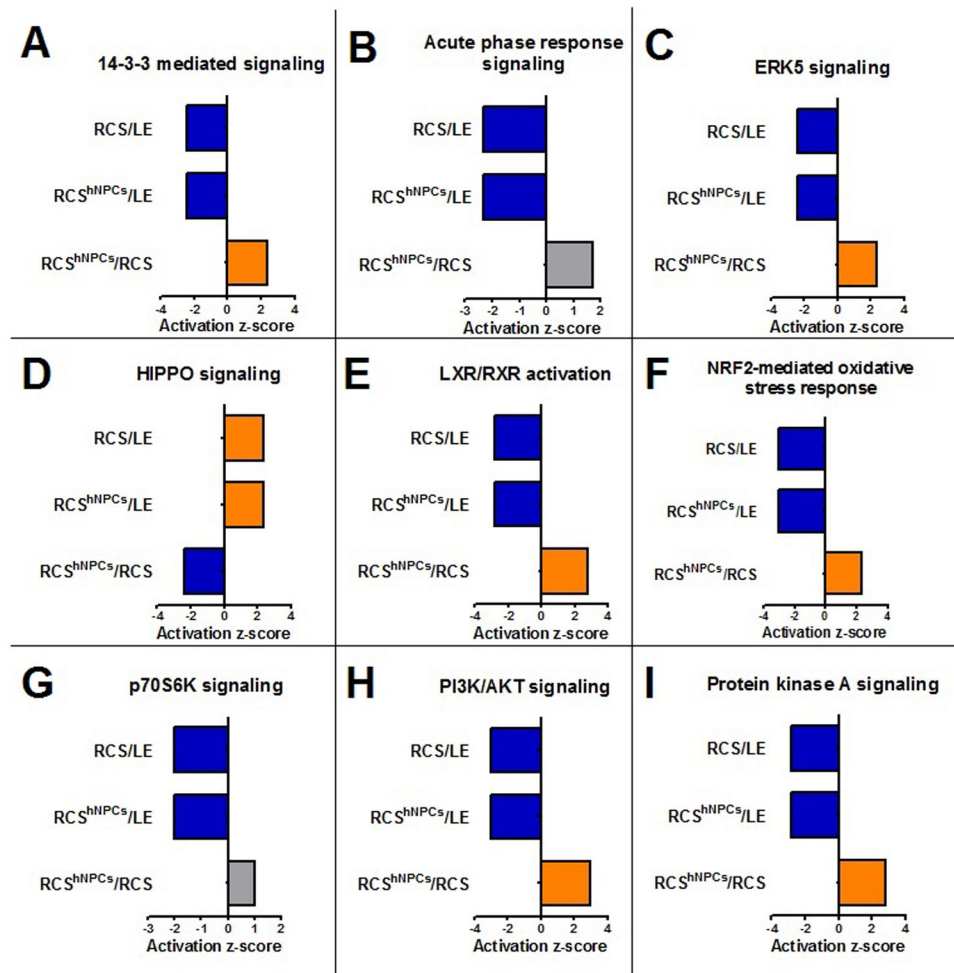 A
14-3-3 mediated signaling
RCS/LE
RCS^hNPCs/LE
RCS^hNPCs/RCS
-4 -2 0 2 4
Activation z-score
B
Acute phase response
signaling
RCS/LE
RCS^hNPCs/LE
RCS^hNPCs/RCS
-3 -2 -1 0 1 2
Activation z-score
C
ERK5 signaling
RCS/LE
RCS^hNPCs/LE
RCS^hNPCs/RCS
-4 -2 0 2 4
Activation z-score
D
HIPPO signaling
RCS/LE
RCS^hNPCs/LE
RCS^hNPCs/RCS
-4 -2 0 2 4
Activation z-score
E
LXR/RXR activation
RCS/LE
RCS^hNPCs/LE
RCS^hNPCs/RCS
-4 -2 0 2 4
Activation z-score
F
NRF2-mediated oxidative
stress response
RCS/LE
RCS^hNPCs/LE
RCS^hNPCs/RCS
-4 -2 0 2 4
Activation z-score
G
p70S6K signaling
RCS/LE
RCS^hNPCs/LE
RCS^hNPCs/RCS
-3 -3 -1 0 1 2
Activation z-score
H
PI3K/AKT signaling
RCS/LE
RCS^hNPCs/LE
RCS^hNPCs/RCS
-4 -2 0 2 4
Activation z-score
I
Protein kinase A signaling
RCS/LE
RCS^hNPCs/LE
RCS^hNPCs/RCS
-4 -2 0 2 4
Activation z-score